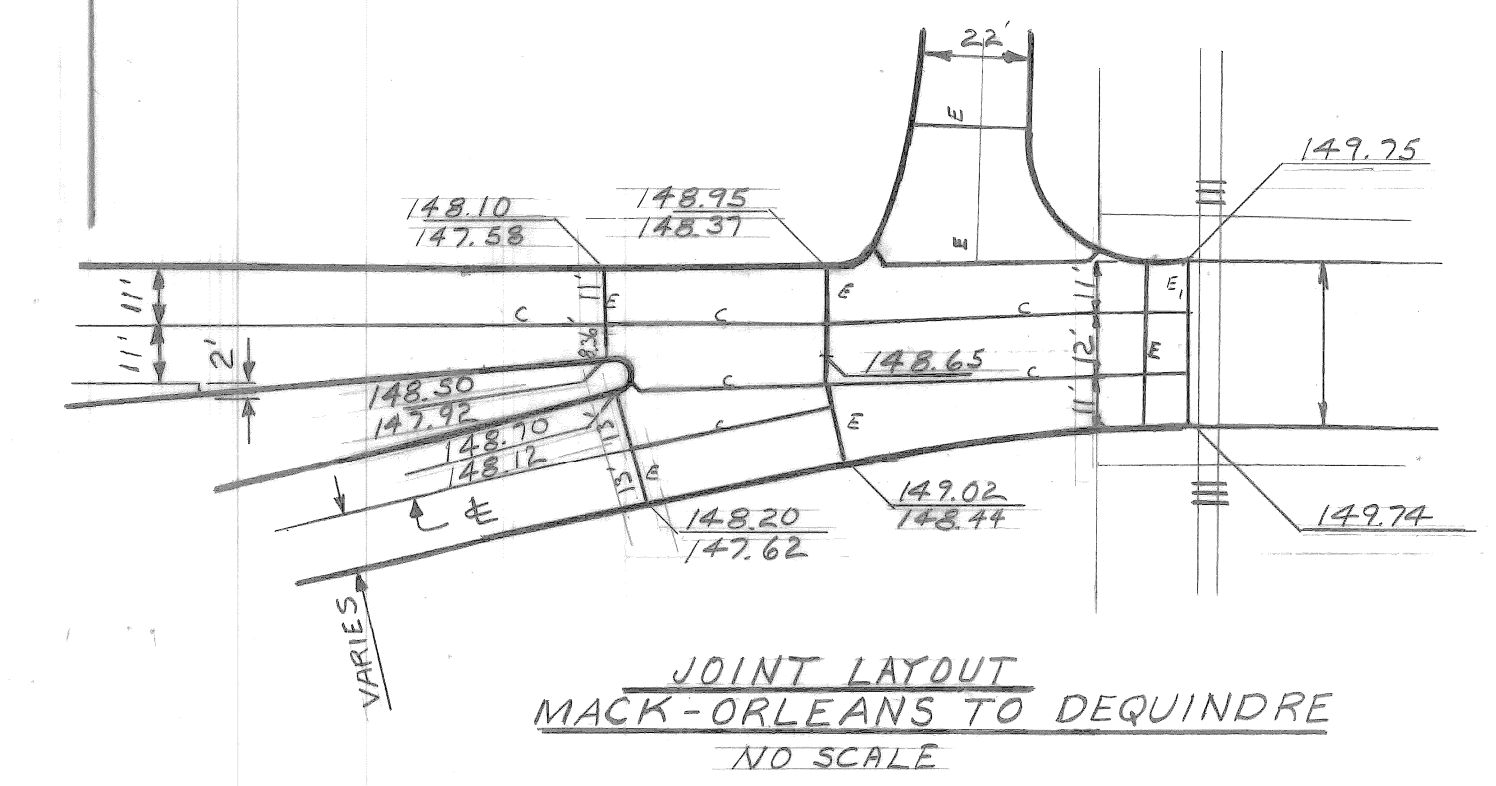 22'
E
149.75
148.10
147.58
148.95
148.37
E
11'
11'
E
E
11'
E1
C
C
C
11'
2'
8.36'
148.65
12'
E
C
C
148.50
147.92
11'
148.70
148.12
13'
C
E
13'
E
℄
149.02
148.44
148.20
147.62
149.74
VARIES
JOINT LAYOUT
MACK-ORLEANS TO DEQUINDRE
NO SCALE